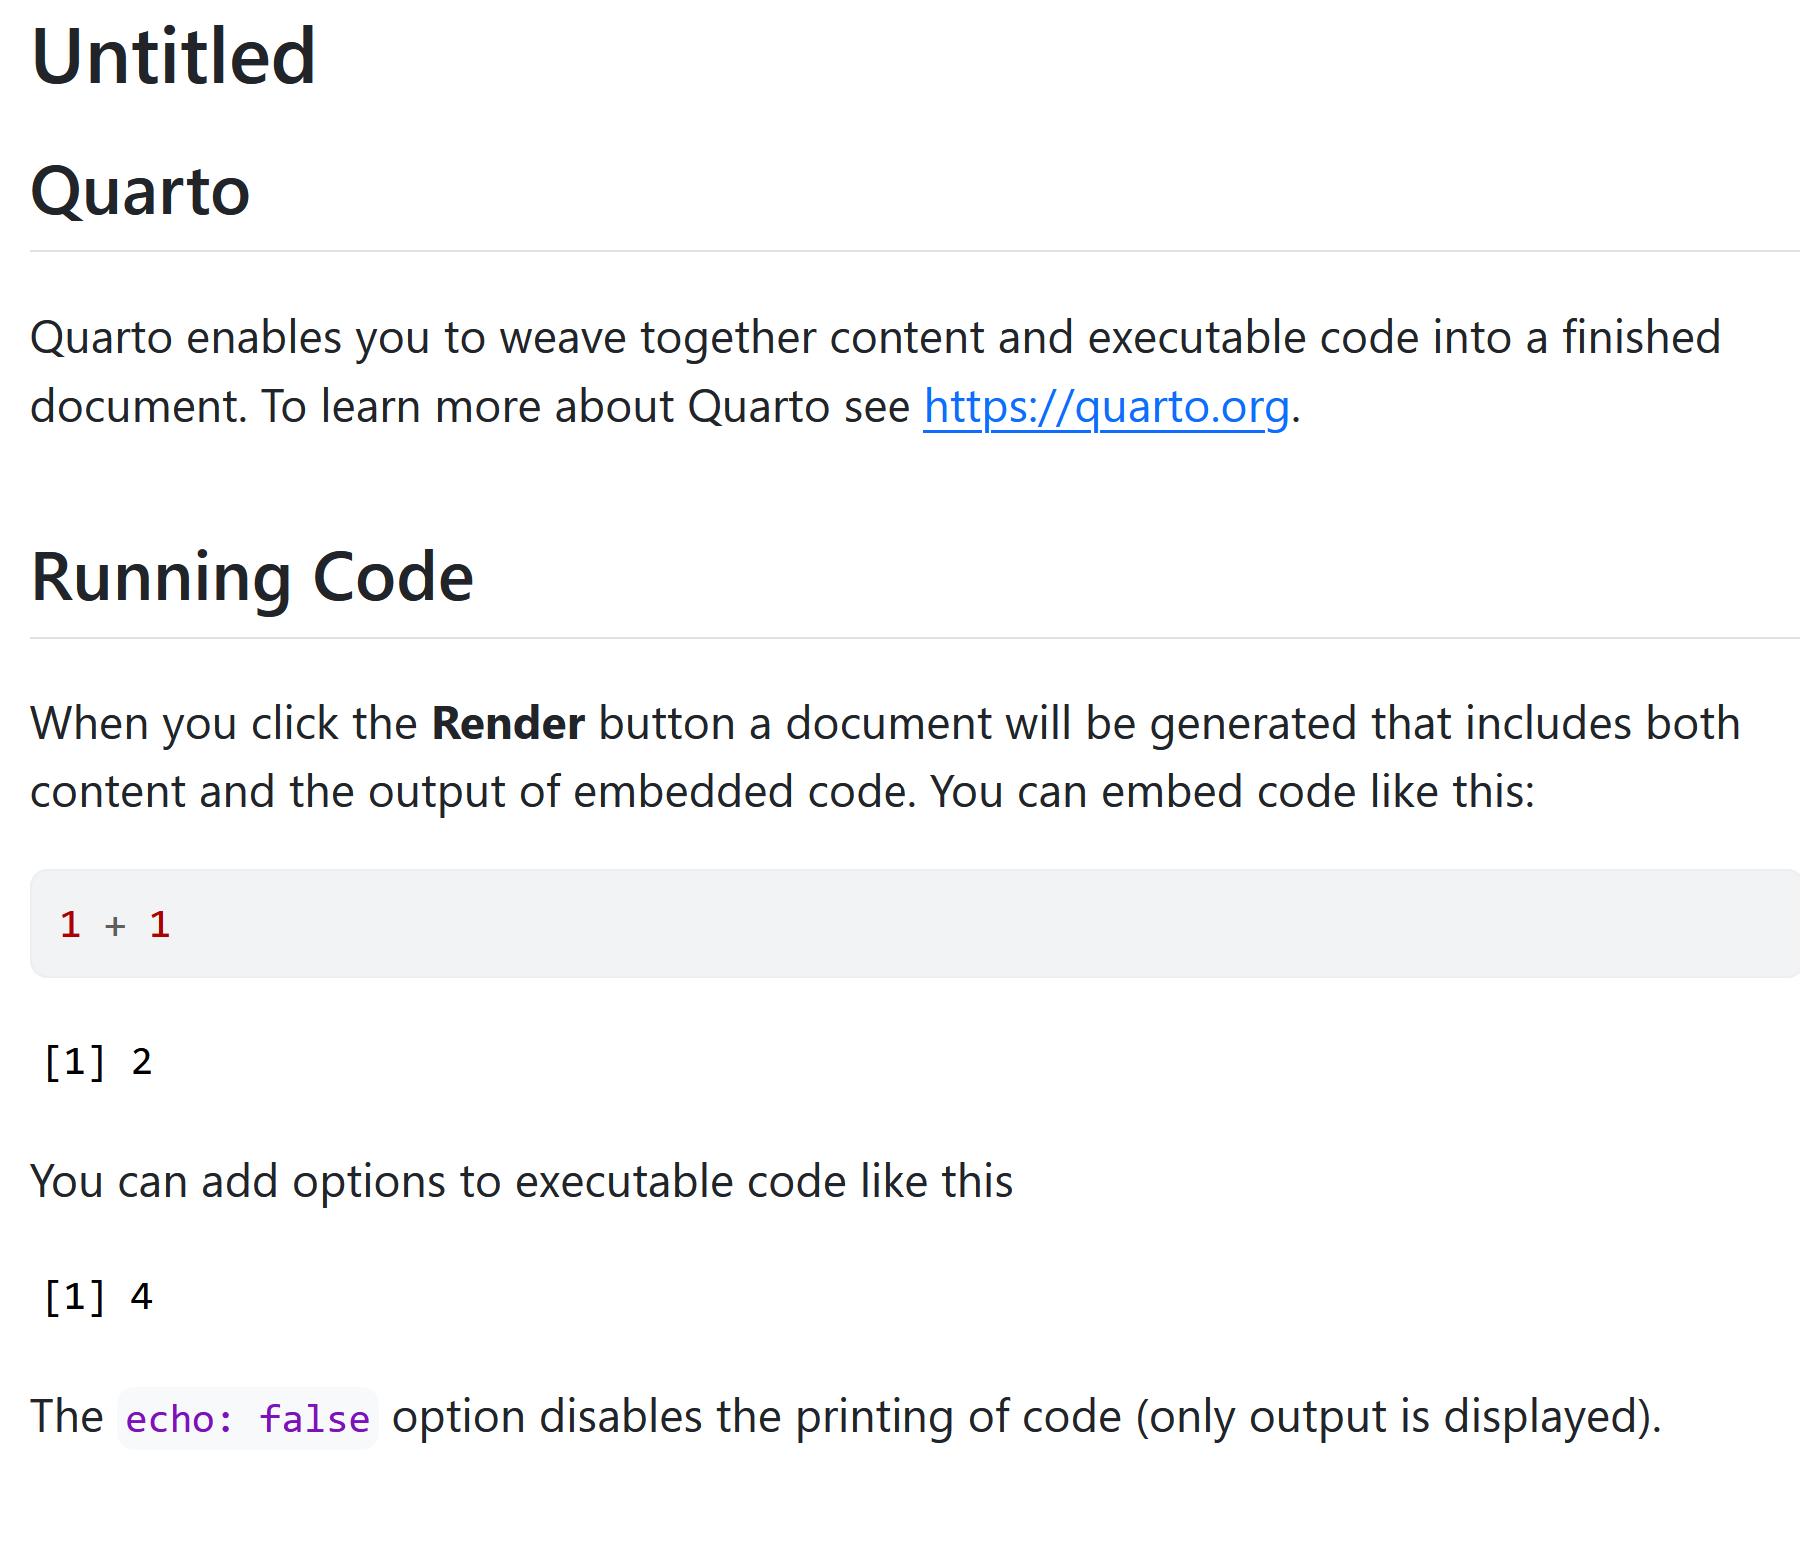 Untitled
Quarto
Quarto enables you to weave together content and executable code into a finished
document. To learn more about Quarto see https://quarto.org.
Running Code
When you click the Render button a document will be generated that includes both
content and the output of embedded code. You can embed code like this:
1 + 1
[1] 2
You can add options to executable code like this
[1] 4
The echo: false option disables the printing of code (only output is displayed).